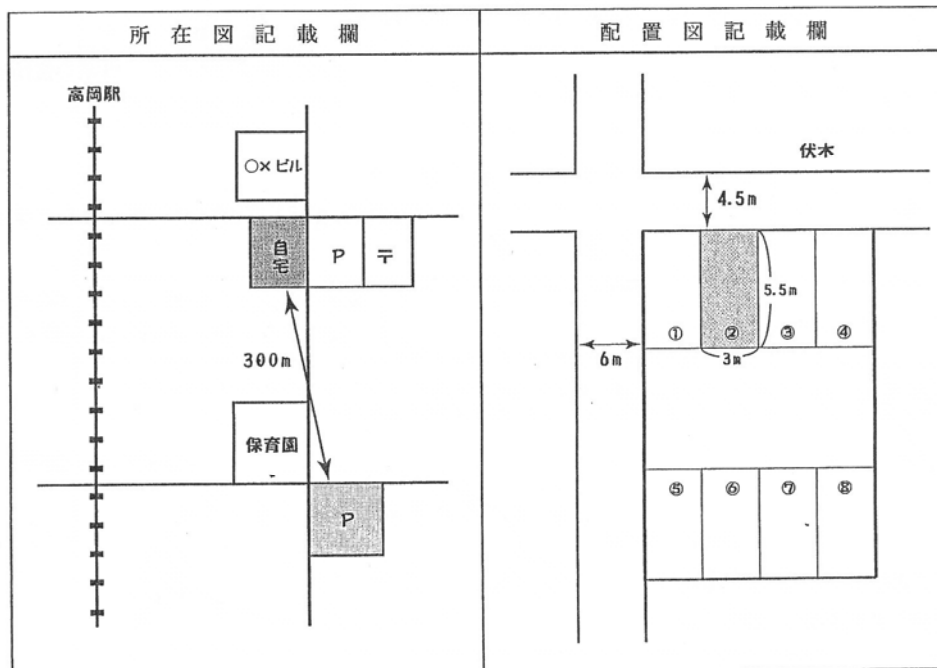 所在図記載欄
高岡駅
○×ビル
自宅
P
〒
300m
保育園
P
配置図記載欄
伏木
4.5m
5.5m
① ② ③ ④
6m
3m
⑤ ⑥ ⑦ ⑧